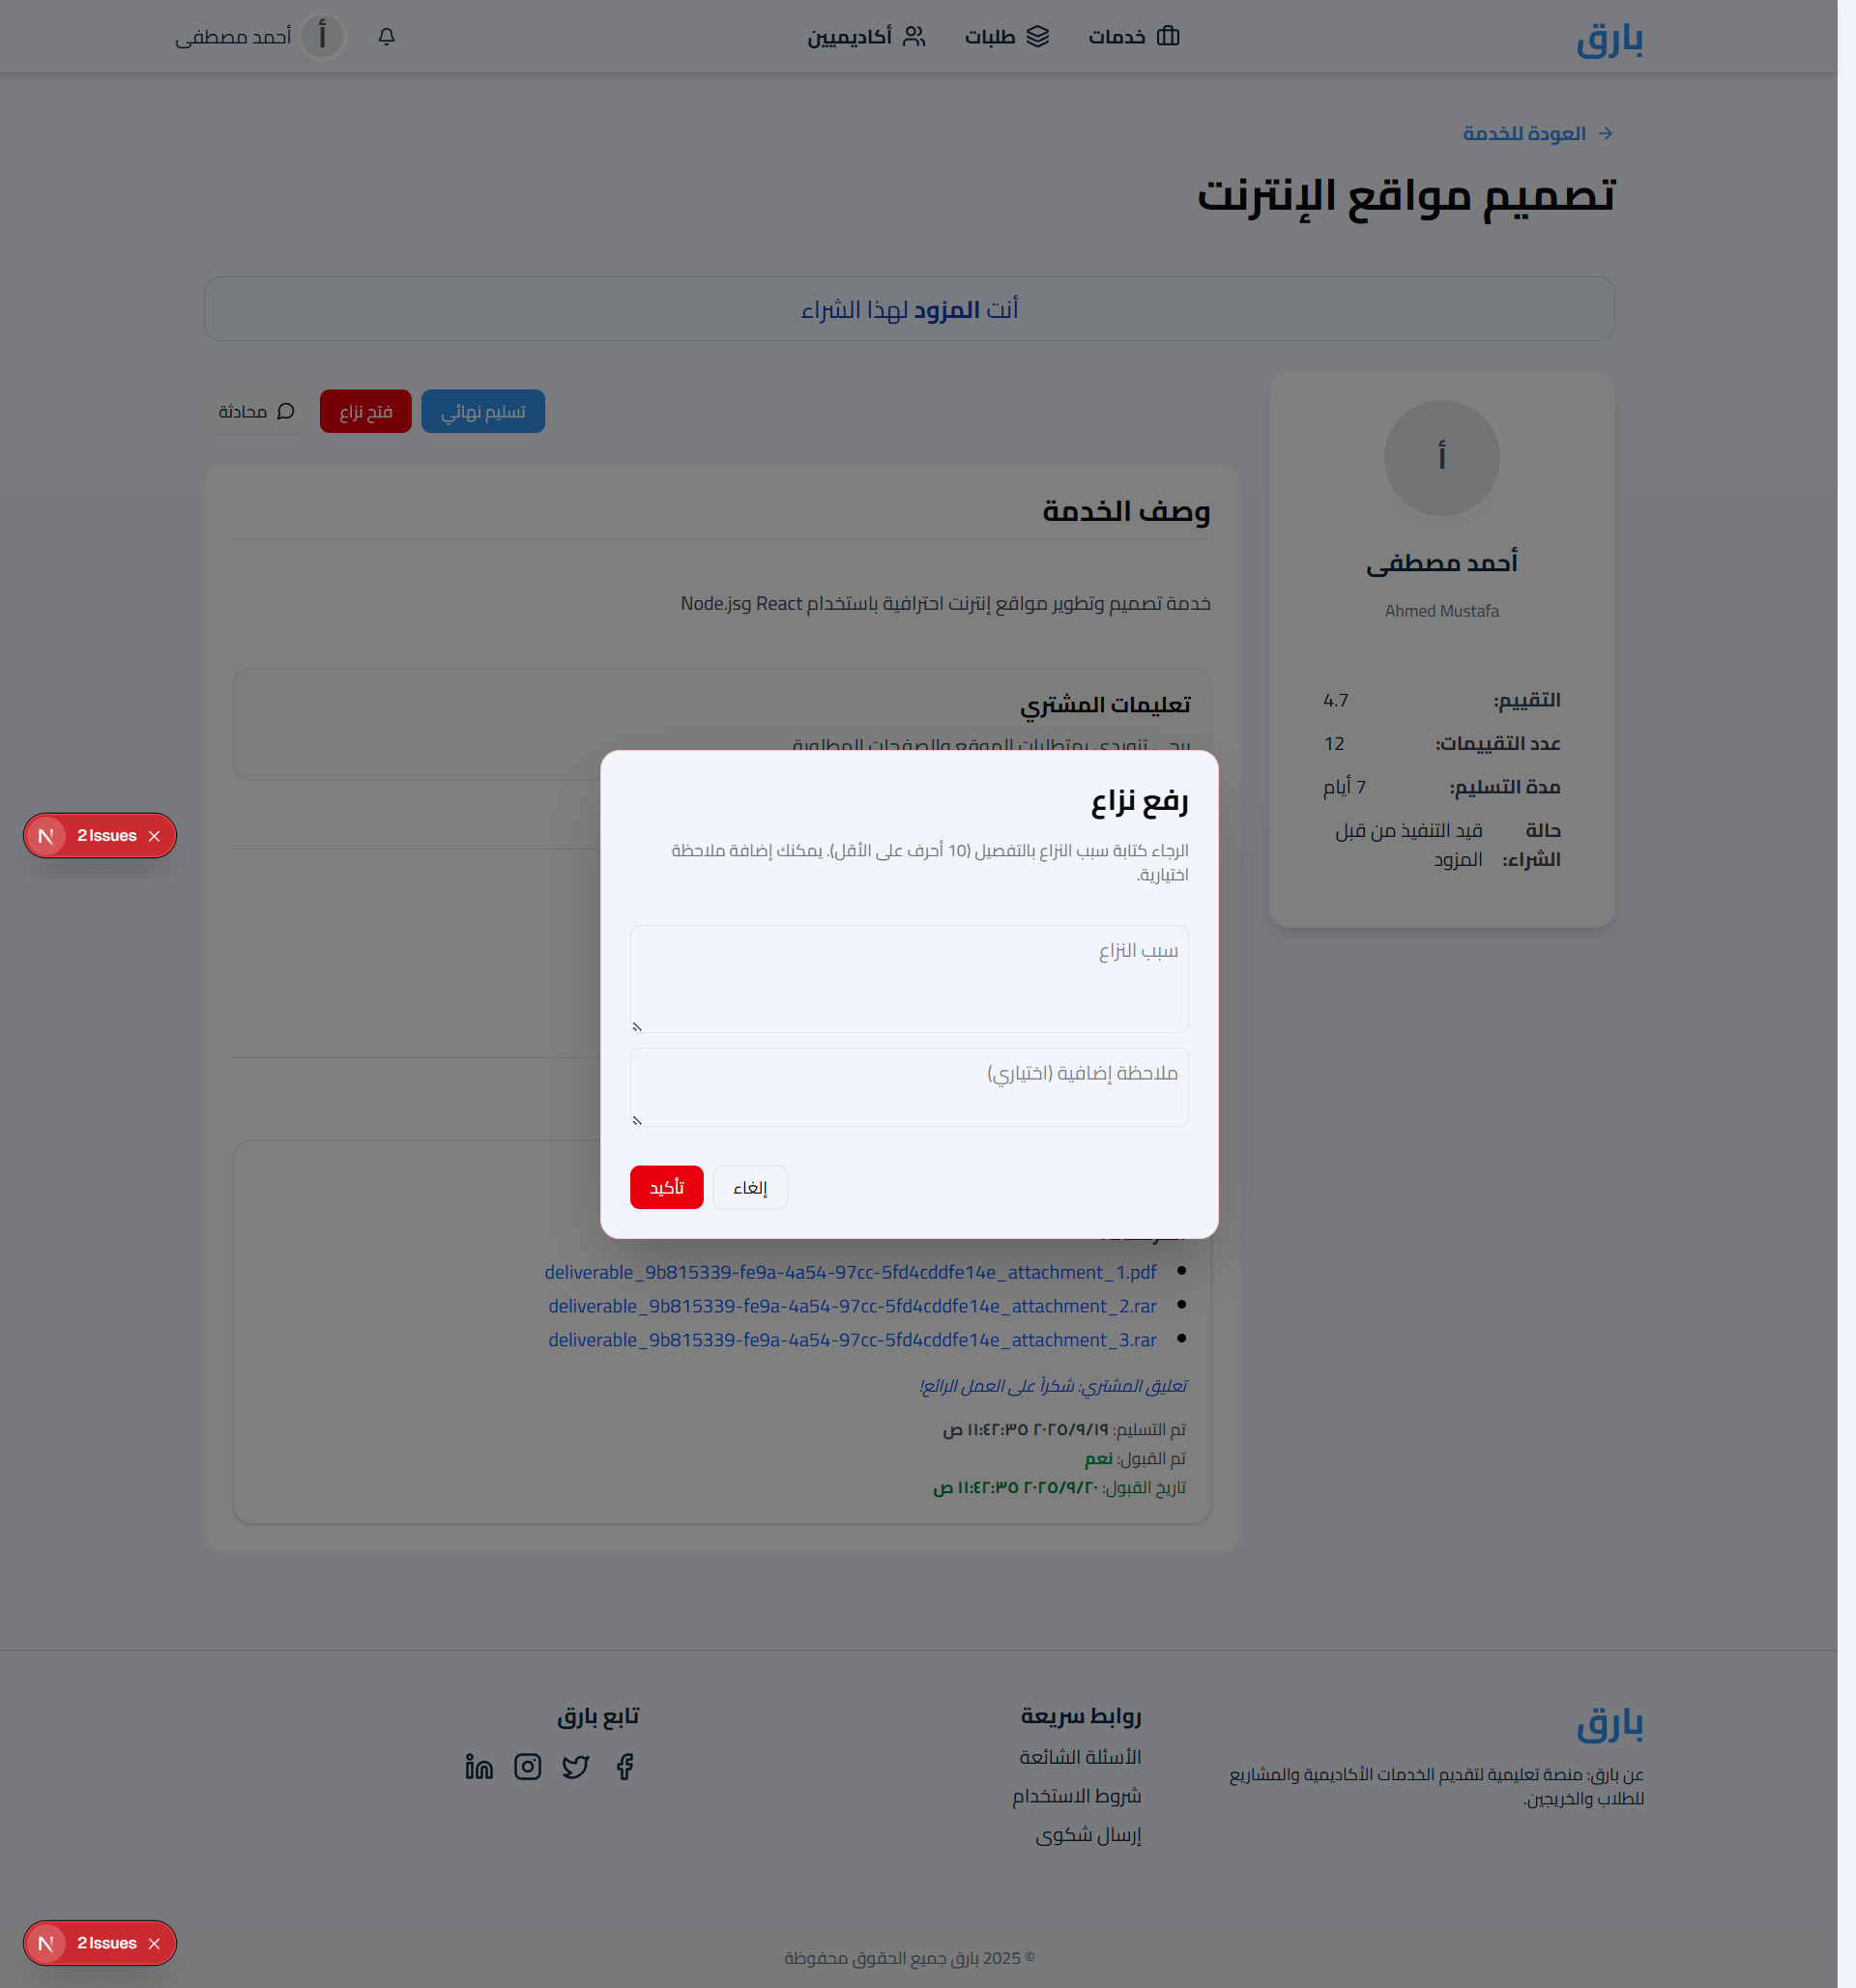 بارق
خدمات
طلبات
أكاديميين
أ
أحمد مصطفى
العودة للخدمة
تصميم مواقع الإنترنت
أنت المزود لهذا الشراء
أ
أحمد مصطفى
Ahmed Mustafa
التقييم: 4.7
عدد التقييمات: 12
مدة التسليم: 7 أيام
حالة الشراء: قيد التنفيذ من قبل المزود
تسليم نهائي
فتح نزاع
محادثة
وصف الخدمة
خدمة تصميم وتطوير مواقع إنترنت احترافية باستخدام React وNode.js
تعليمات المشتري
يرجى تزويدي بمتطلبات الموقع والصفحات المطلوبة
رفع نزاع
الرجاء كتابة سبب النزاع بالتفصيل (10 أحرف على الأقل). يمكنك إضافة ملاحظة
اختيارية.
سبب النزاع
ملاحظة إضافية (اختياري)
إلغاء
تأكيد
deliverable_9b815339-fe9a-4a54-97cc-5fd4cddfe14e_attachment_1.pdf
deliverable_9b815339-fe9a-4a54-97cc-5fd4cddfe14e_attachment_2.rar
deliverable_9b815339-fe9a-4a54-97cc-5fd4cddfe14e_attachment_3.rar
تعليق المشتري: شكراً على العمل الرائع!
تم التسليم: ١٩‏/٩‏/٢٠٢٥ ١١:٤٢:٣٥ ص
تم القبول: نعم
تاريخ القبول: ٢٠‏/٩‏/٢٠٢٥ ١١:٤٢:٣٥ ص
N 2 Issues
بارق
عن بارق: منصة تعليمية لتقديم الخدمات الأكاديمية والمشاريع
للطلاب والخريجين.
روابط سريعة
الأسئلة الشائعة
شروط الاستخدام
إرسال شكوى
تابع بارق
N 2 Issues
© 2025 بارق جميع الحقوق محفوظة